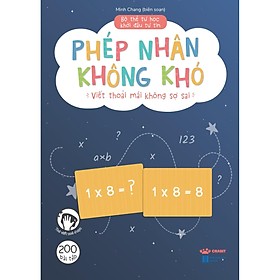 Minh Chang (biên soạn)
Bộ thẻ tự học
khởi đầu tự tin
PHÉP NHÂN
KHÔNG KHÓ
Viết thoải mái không sợ sai
x
?
123
a×b
x
?
1 x 8 = ?
1 x 8 = 8
200
bài tập